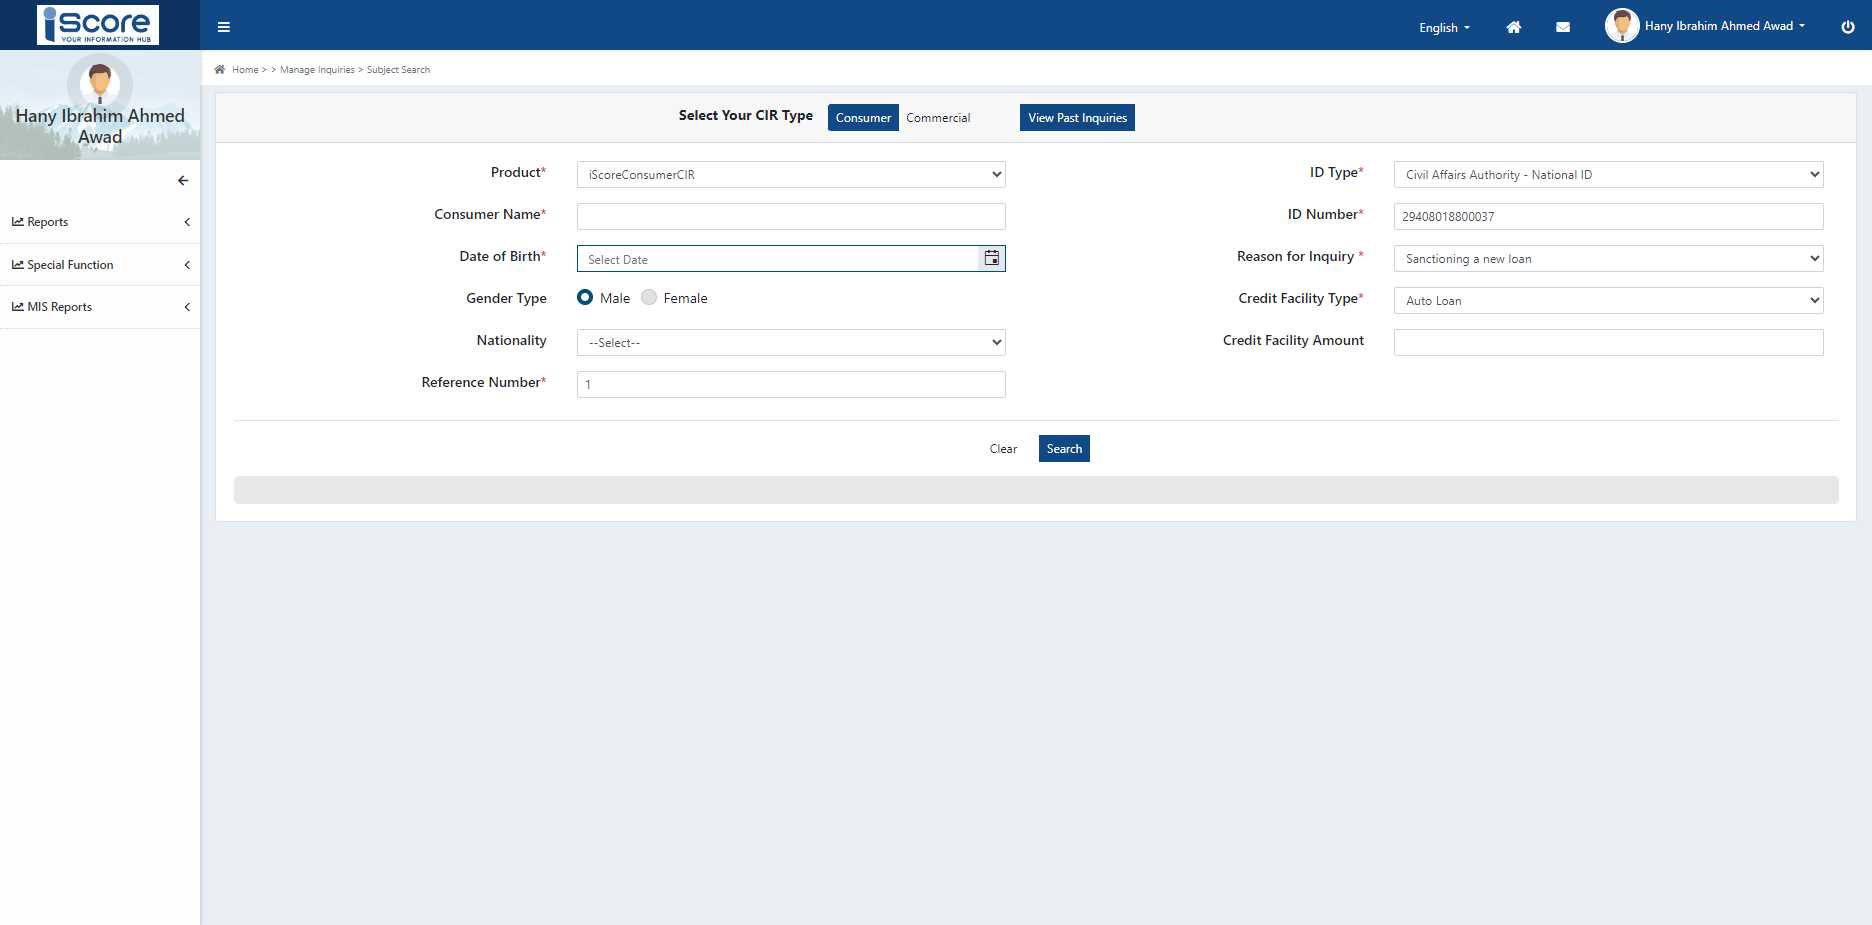 iScore
YOUR INFORMATION HUB
English
Hany Ibrahim Ahmed Awad
Hany Ibrahim Ahmed
Awad
Home > > Manage Inquiries > Subject Search
Reports
Special Function
MIS Reports
Select Your CIR Type
Consumer
Commercial
View Past Inquiries
Product*
iScoreConsumerCIR
ID Type*
Civil Affairs Authority - National ID
Consumer Name*
ID Number*
29408018800037
Date of Birth*
Select Date
Reason for Inquiry *
Sanctioning a new loan
Gender Type
Male
Female
Credit Facility Type*
Auto Loan
Nationality
--Select--
Credit Facility Amount
Reference Number*
1
Clear
Search